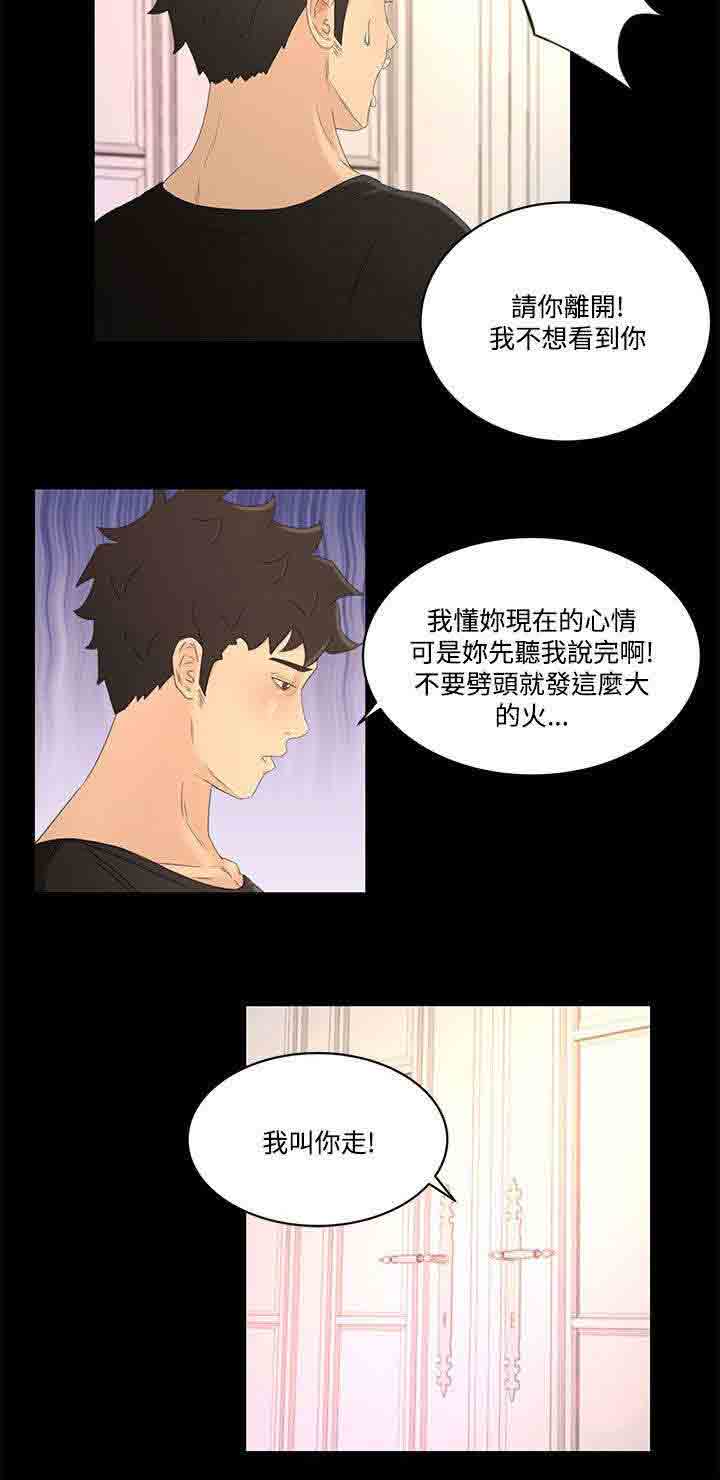 請你離開!
我不想看到你
我懂妳現在的心情
可是妳先聽我說完啊!
不要劈頭就發這麼大
的火...
我叫你走!